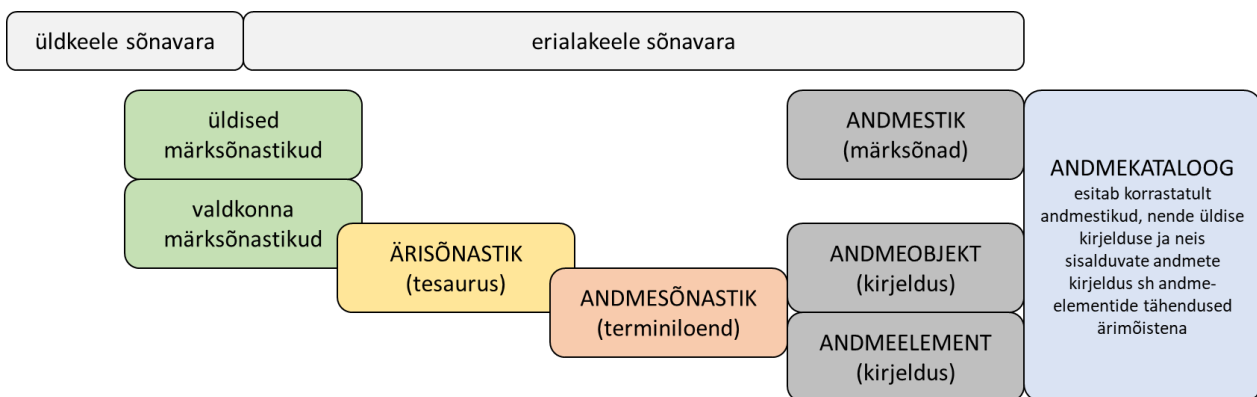 üldkeele sõnavara
erialakeele sõnavara
üldised
märksõnastikud
valdkonna
märksõnastikud
ÄRISÕNASTIK
(tesaurus)
ANDMESÕNASTIK
(terminiloend)
ANDMESTIK
(märksõnad)
ANDMEOBJEKT
(kirjeldus)
ANDMEELEMENT
(kirjeldus)
ANDMEKATALOOG
esitab korrastatult
andmestikud, nende üldise
kirjelduse ja neis
sisalduvate andmete
kirjeldus sh andme-
elementide tähendused
ärimõistena